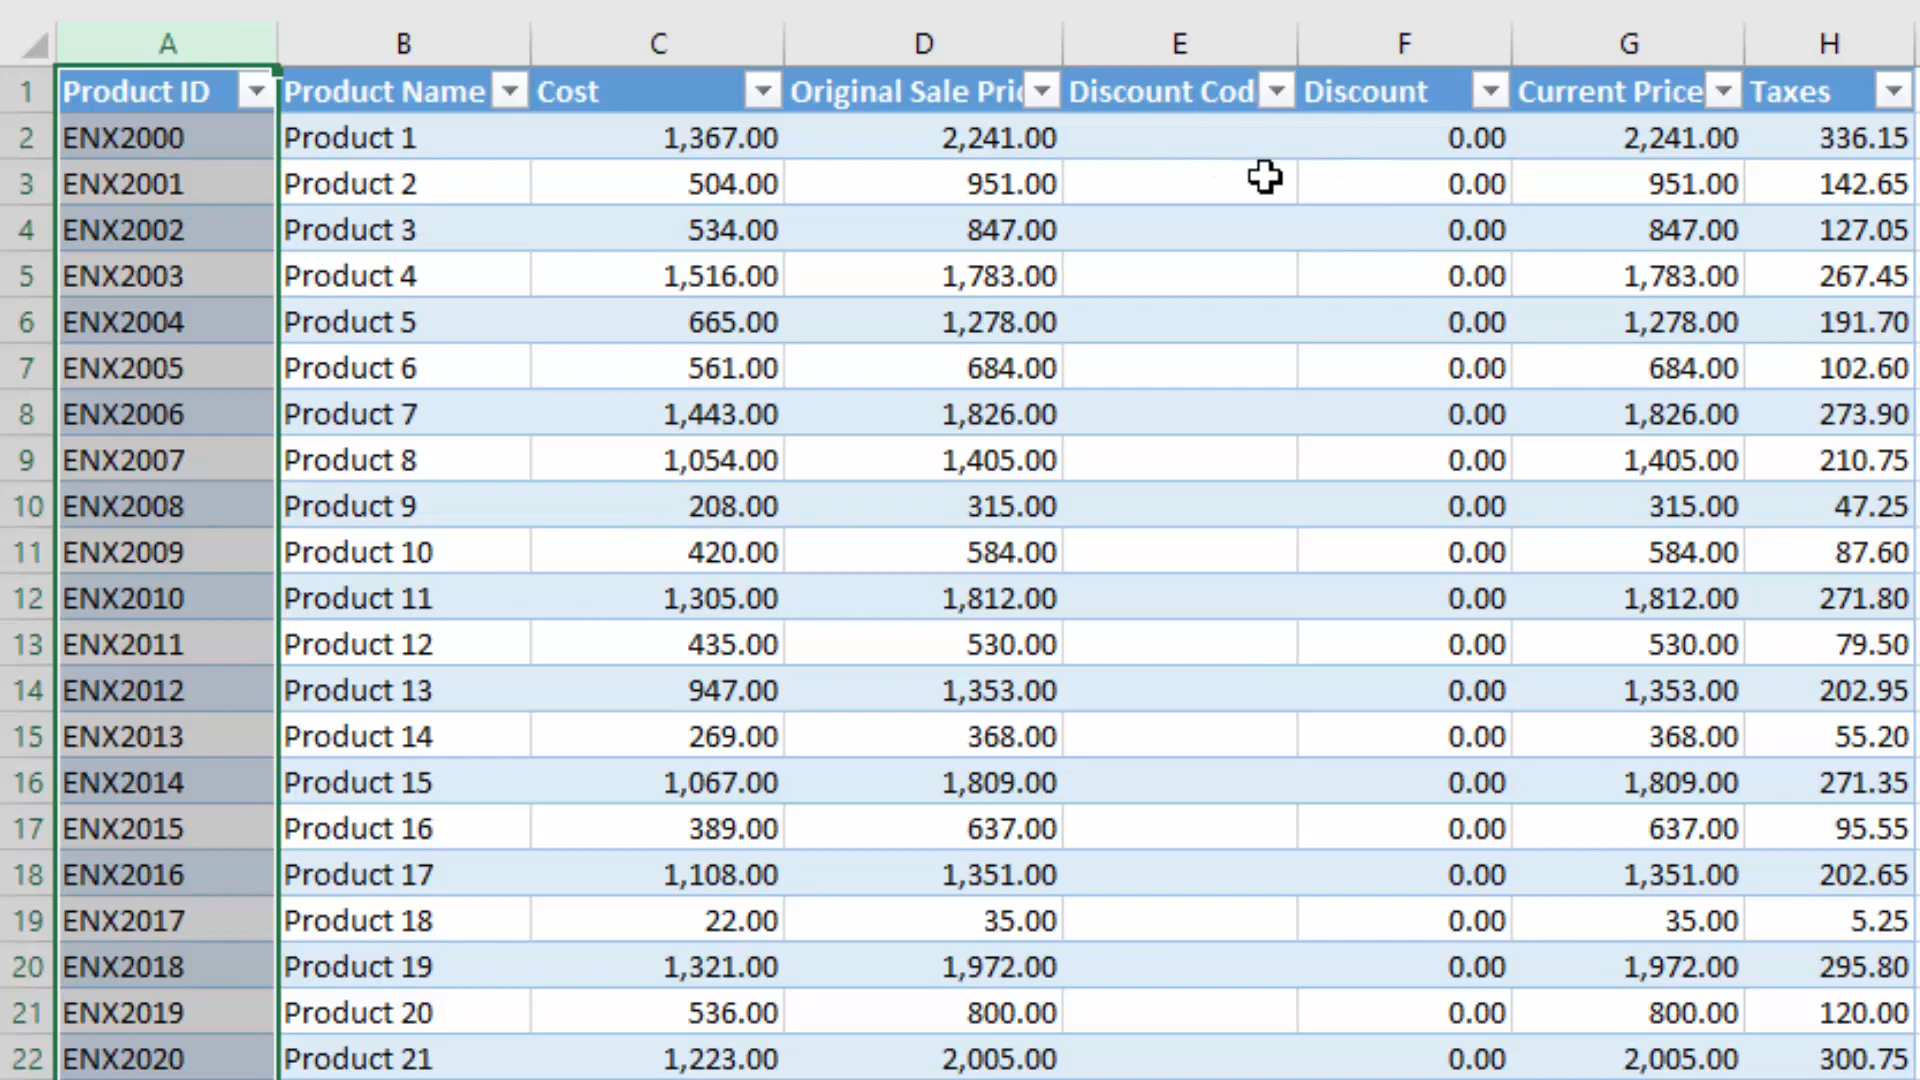 A B C D E F G H
1 Product ID Product Name Cost Original Sale Pric Discount Cod Discount Current Price Taxes
2 ENX2000 Product 1 1,367.00 2,241.00 0.00 2,241.00 336.15
3 ENX2001 Product 2 504.00 951.00 0.00 951.00 142.65
4 ENX2002 Product 3 534.00 847.00 0.00 847.00 127.05
5 ENX2003 Product 4 1,516.00 1,783.00 0.00 1,783.00 267.45
6 ENX2004 Product 5 665.00 1,278.00 0.00 1,278.00 191.70
7 ENX2005 Product 6 561.00 684.00 0.00 684.00 102.60
8 ENX2006 Product 7 1,443.00 1,826.00 0.00 1,826.00 273.90
9 ENX2007 Product 8 1,054.00 1,405.00 0.00 1,405.00 210.75
10 ENX2008 Product 9 208.00 315.00 0.00 315.00 47.25
11 ENX2009 Product 10 420.00 584.00 0.00 584.00 87.60
12 ENX2010 Product 11 1,305.00 1,812.00 0.00 1,812.00 271.80
13 ENX2011 Product 12 435.00 530.00 0.00 530.00 79.50
14 ENX2012 Product 13 947.00 1,353.00 0.00 1,353.00 202.95
15 ENX2013 Product 14 269.00 368.00 0.00 368.00 55.20
16 ENX2014 Product 15 1,067.00 1,809.00 0.00 1,809.00 271.35
17 ENX2015 Product 16 389.00 637.00 0.00 637.00 95.55
18 ENX2016 Product 17 1,108.00 1,351.00 0.00 1,351.00 202.65
19 ENX2017 Product 18 22.00 35.00 0.00 35.00 5.25
20 ENX2018 Product 19 1,321.00 1,972.00 0.00 1,972.00 295.80
21 ENX2019 Product 20 536.00 800.00 0.00 800.00 120.00
22 ENX2020 Product 21 1,223.00 2,005.00 0.00 2,005.00 300.75